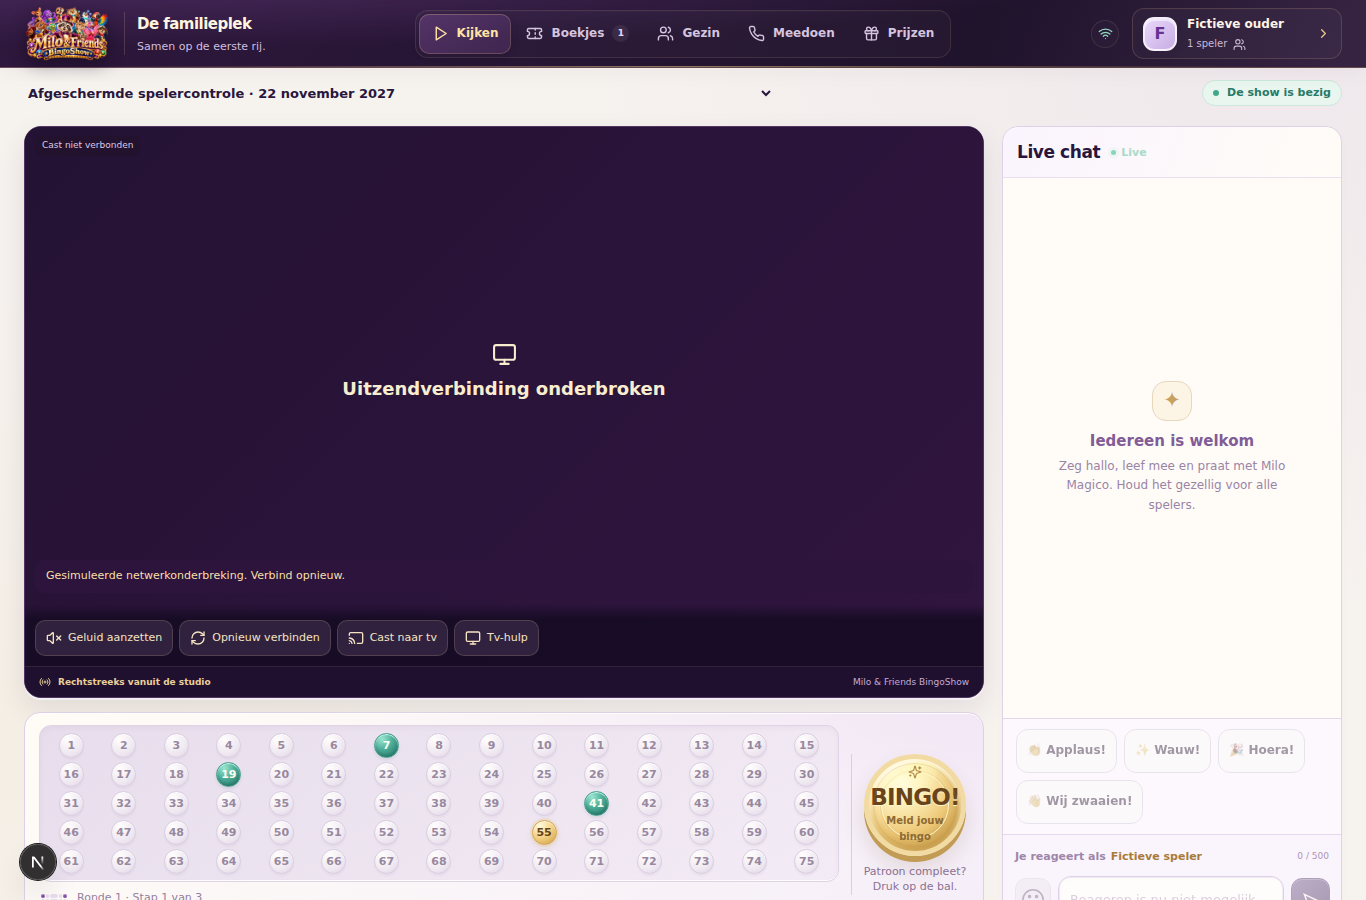 Milo & Friends
BingoShow
De familieplek
Samen op de eerste rij.
Kijken
Boekjes 1
Gezin
Meedoen
Prijzen
F
Fictieve ouder
1 speler
Afgeschermde spelercontrole · 22 november 2027
De show is bezig
Cast niet verbonden
Uitzendverbinding onderbroken
Gesimuleerde netwerkonderbreking. Verbind opnieuw.
Geluid aanzetten
Opnieuw verbinden
Cast naar tv
Tv-hulp
Rechtstreeks vanuit de studio
Milo & Friends BingoShow
Live chat
Live
Iedereen is welkom
Zeg hallo, leef mee en praat met Milo
Magico. Houd het gezellig voor alle
spelers.
👏 Applaus!
✨ Wauw!
🎉 Hoera!
👋 Wij zwaaien!
Je reageert als Fictieve speler
0 / 500
Reageren is nu niet mogelijk
1 2 3 4 5 6 7 8 9 10 11 12 13 14 15
16 17 18 19 20 21 22 23 24 25 26 27 28 29 30
31 32 33 34 35 36 37 38 39 40 41 42 43 44 45
46 47 48 49 50 51 52 53 54 55 56 57 58 59 60
61 62 63 64 65 66 67 68 69 70 71 72 73 74 75
N
BINGO!
Meld jouw
bingo
Patroon compleet?
Druk op de bal.
Ronde 1 · Stap 1 van 3